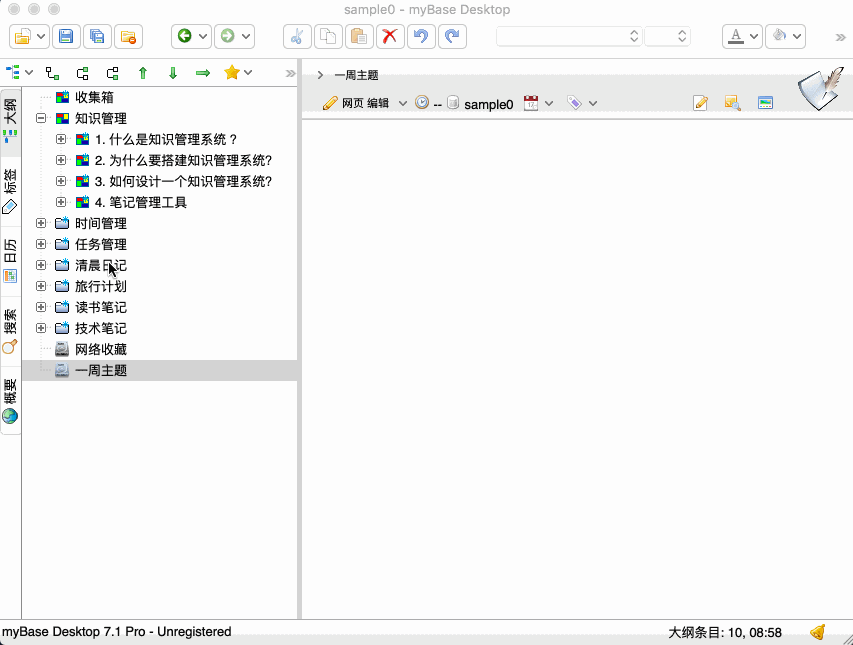 sample0 - myBase Desktop
A
一周主题
网页 编辑
--
sample0
12
大纲
标签
日历
搜索
概要
收集箱
知识管理
1. 什么是知识管理系统？
2. 为什么要搭建知识管理系统?
3. 如何设计一个知识管理系统?
4. 笔记管理工具
时间管理
任务管理
清晨日记
旅行计划
读书笔记
技术笔记
网络收藏
一周主题
myBase Desktop 7.1 Pro - Unregistered
大纲条目: 10, 08:58